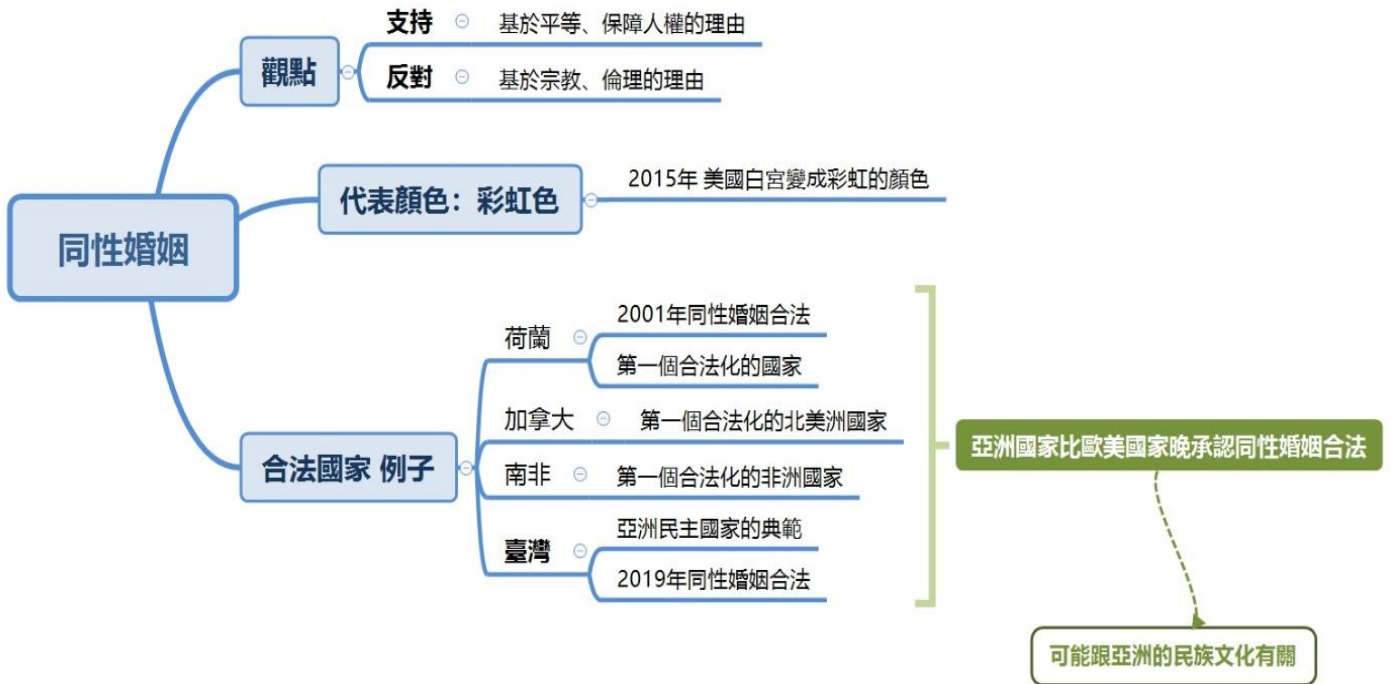 同性婚姻
觀點
支持
基於平等、保障人權的理由
反對
基於宗教、倫理的理由
代表顏色：彩虹色
2015年 美國白宮變成彩虹的顏色
合法國家 例子
荷蘭
2001年同性婚姻合法
第一個合法化的國家
加拿大
第一個合法化的北美洲國家
南非
第一個合法化的非洲國家
臺灣
亞洲民主國家的典範
2019年同性婚姻合法
亞洲國家比歐美國家晚承認同性婚姻合法
可能跟亞洲的民族文化有關